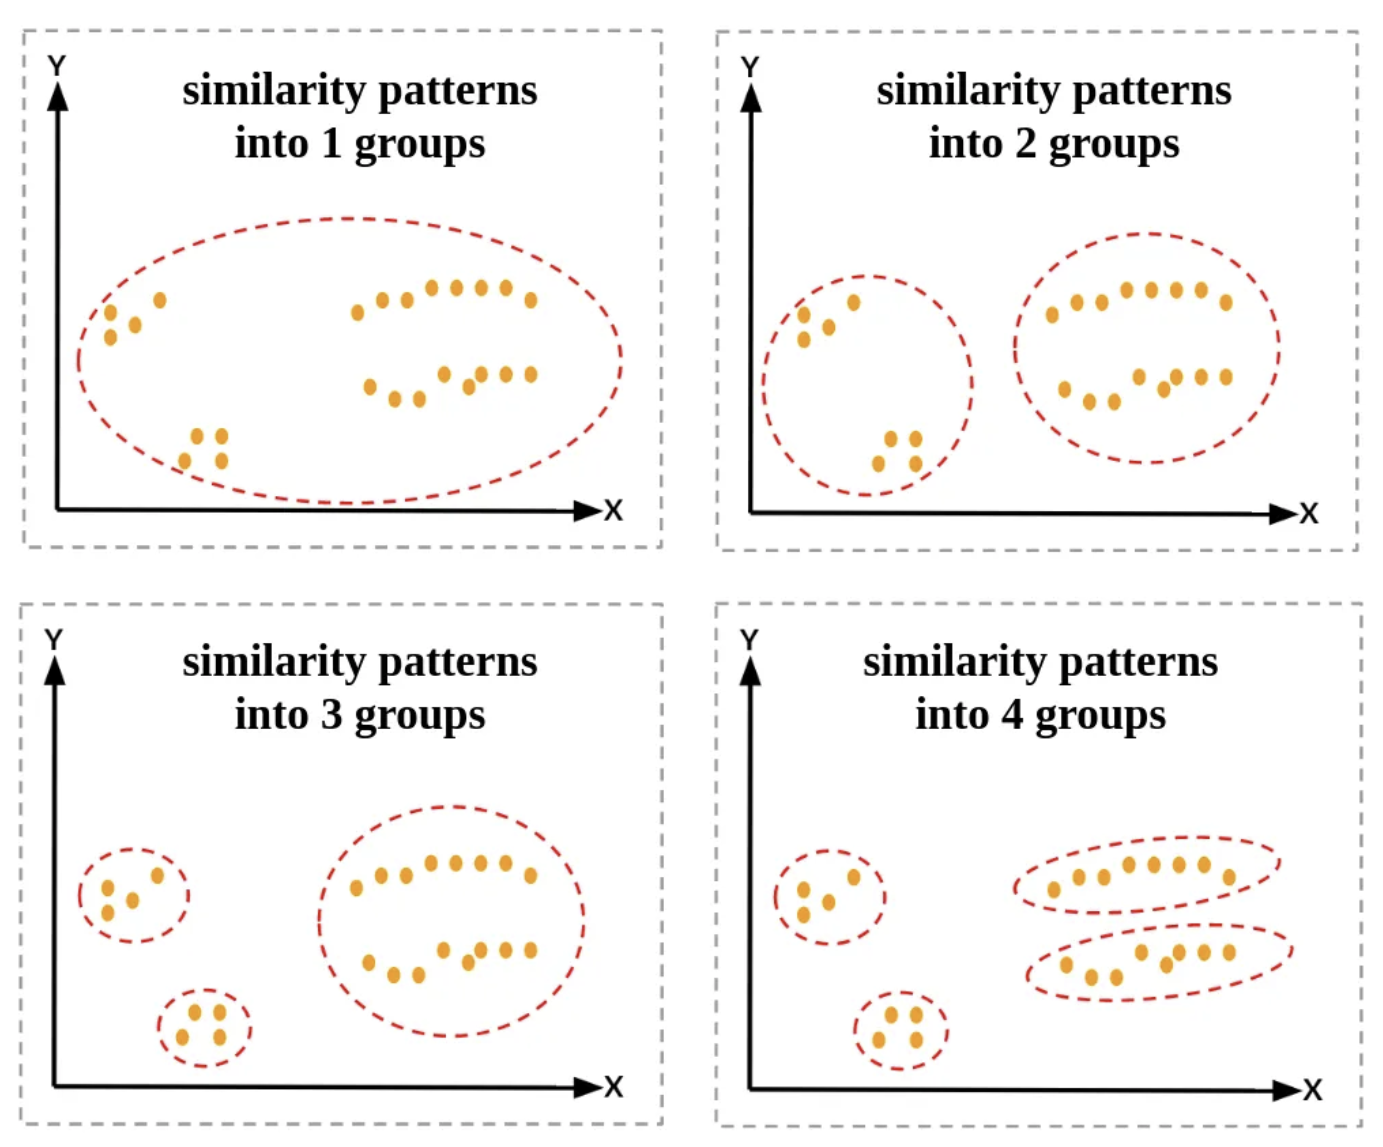 Y
similarity patterns
into 1 groups
X
Y
similarity patterns
into 2 groups
X
Y
similarity patterns
into 3 groups
X
Y
similarity patterns
into 4 groups
X